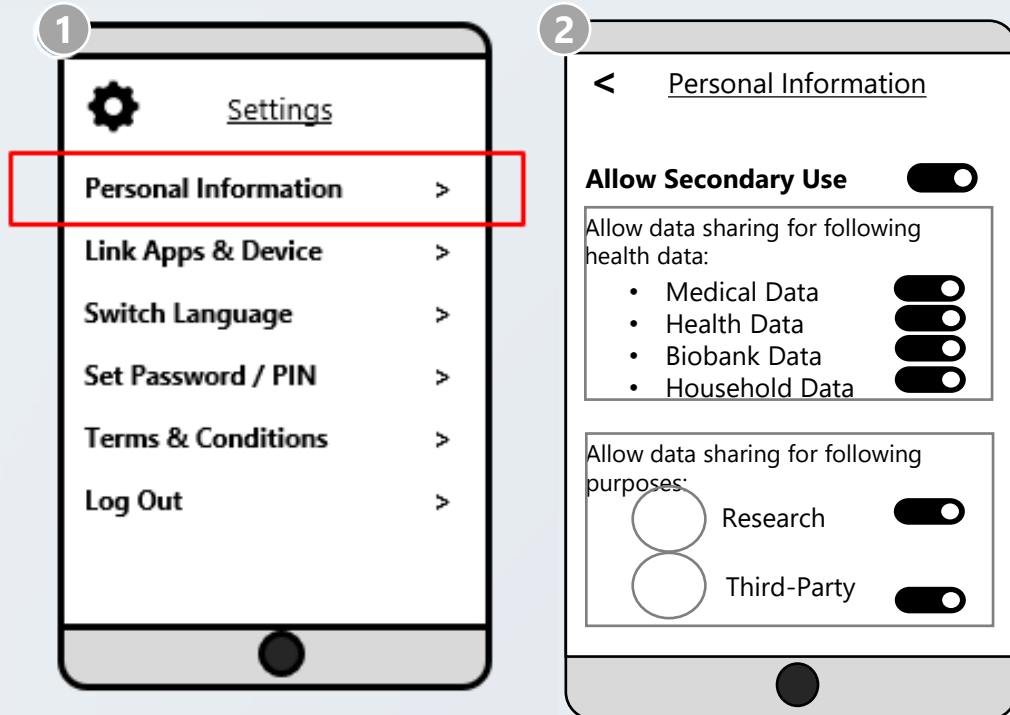 1
Settings
Personal Information >
Link Apps & Device >
Switch Language >
Set Password / PIN >
Terms & Conditions >
Log Out >
2
< Personal Information
Allow Secondary Use
Allow data sharing for following
health data:
• Medical Data
• Health Data
• Biobank Data
• Household Data
Allow data sharing for following
purposes:
Research
Third-Party